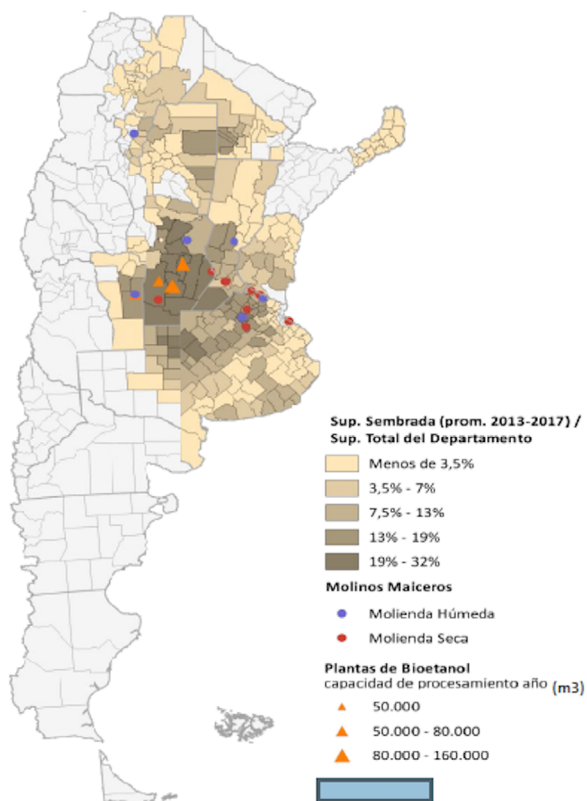 Sup. Sembrada (prom. 2013-2017) /
Sup. Total del Departamento
Menos de 3,5%
3,5% - 7%
7,5% - 13%
13% - 19%
19% - 32%
Molinos Maiceros
Molienda Húmeda
Molienda Seca
Plantas de Bioetanol
capacidad de procesamiento año (m3)
50.000
50.000 - 80.000
80.000 - 160.000